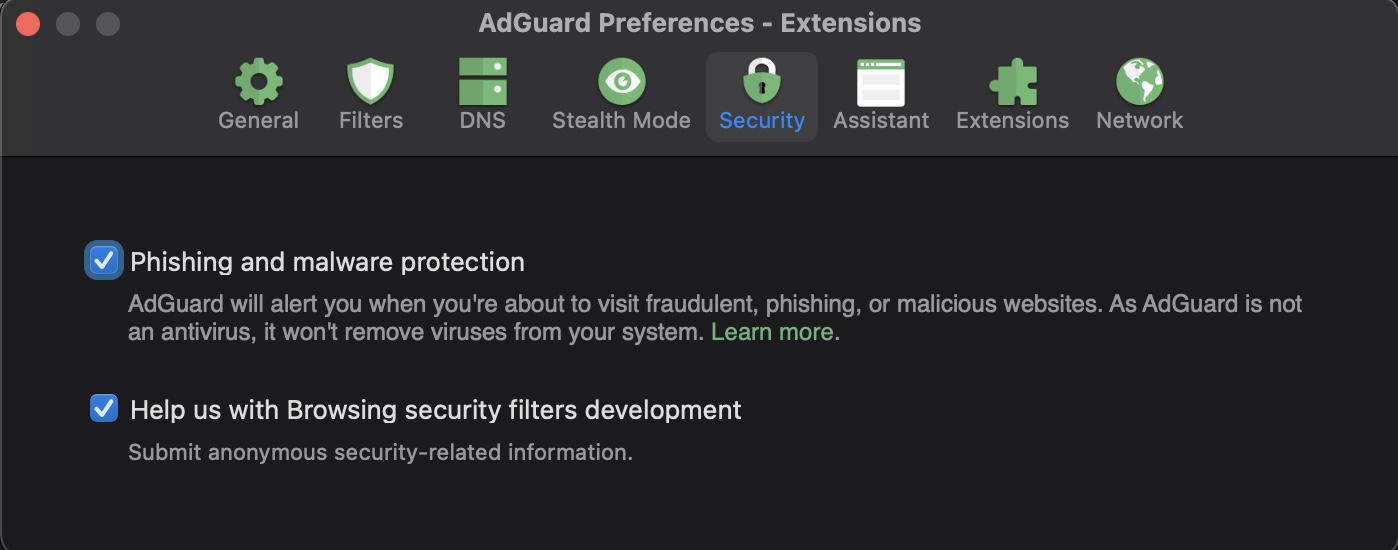 AdGuard Preferences - Extensions
General Filters DNS Stealth Mode Security Assistant Extensions Network
Phishing and malware protection
AdGuard will alert you when you're about to visit fraudulent, phishing, or malicious websites. As AdGuard is not
an antivirus, it won't remove viruses from your system. Learn more.
Help us with Browsing security filters development
Submit anonymous security-related information.